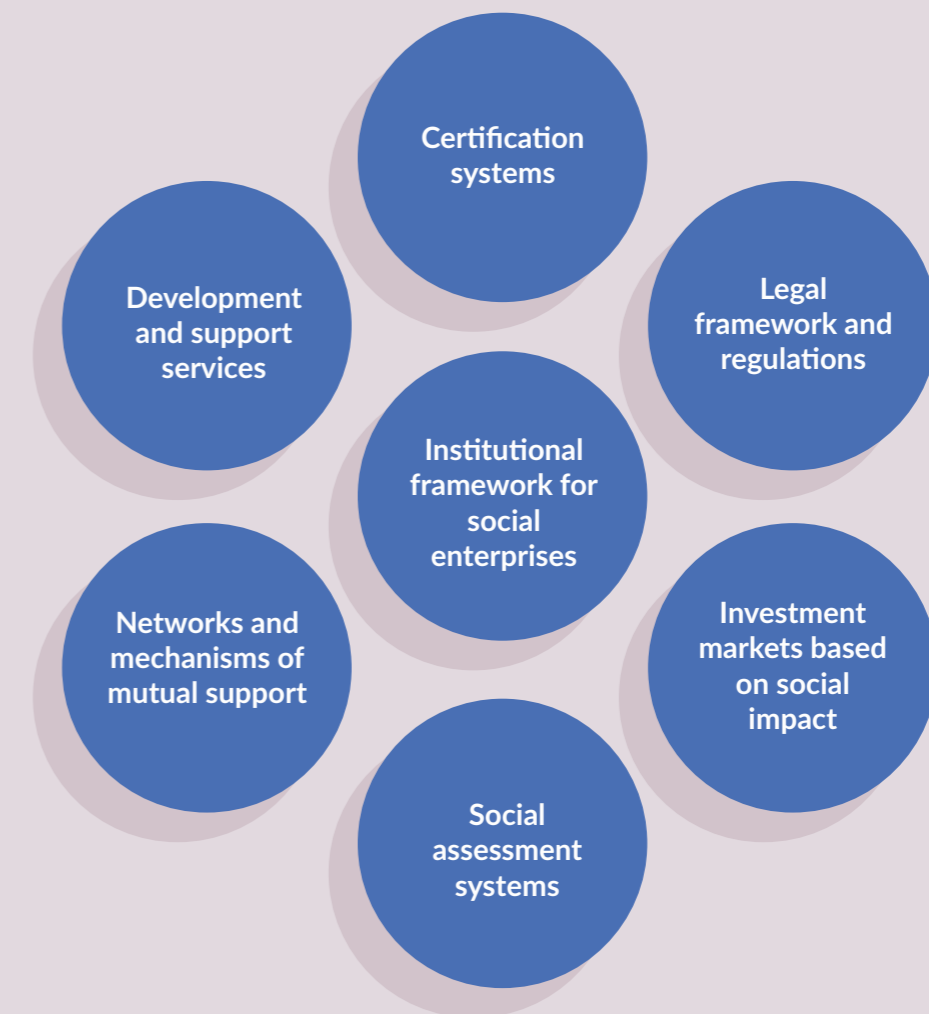 Certification
systems
Development
and support
services
Legal
framework and
regulations
Institutional
framework for
social
enterprises
Networks and
mechanisms of
mutual support
Investment
markets based
on social
impact
Social
assessment
systems